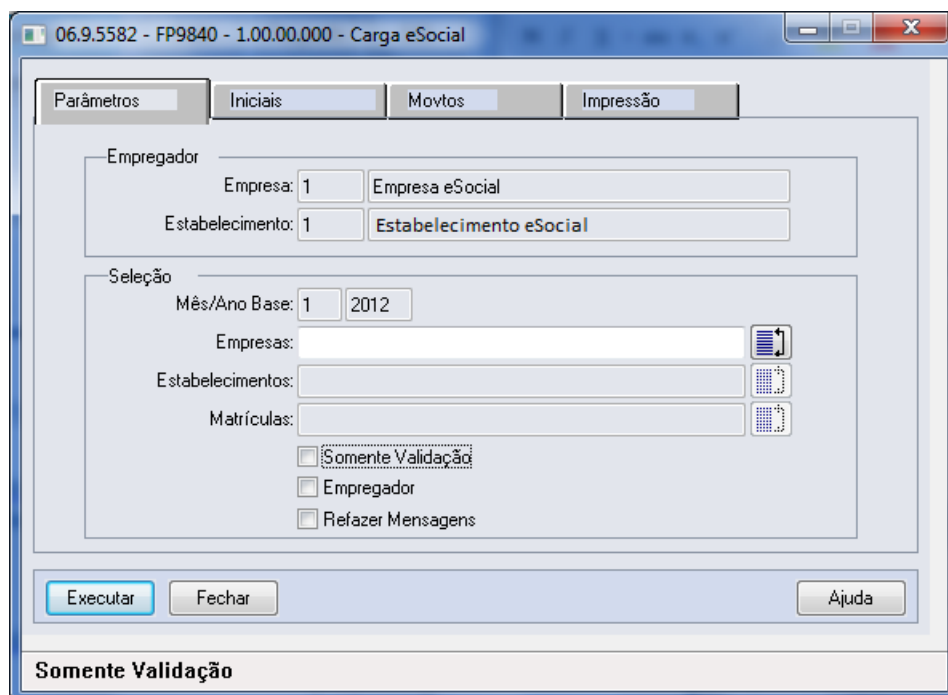 06.9.5582 - FP9840 - 1.00.00.000 - Carga eSocial
Parâmetros Iniciais Movtos Impressão
Empregador
Empresa: 1 Empresa eSocial
Estabelecimento: 1 Estabelecimento eSocial
Seleção
Mês/Ano Base: 1 2012
Empresas:
Estabelecimentos:
Matrículas:
Somente Validação
Empregador
Refazer Mensagens
Executar Fechar Ajuda
Somente Validação